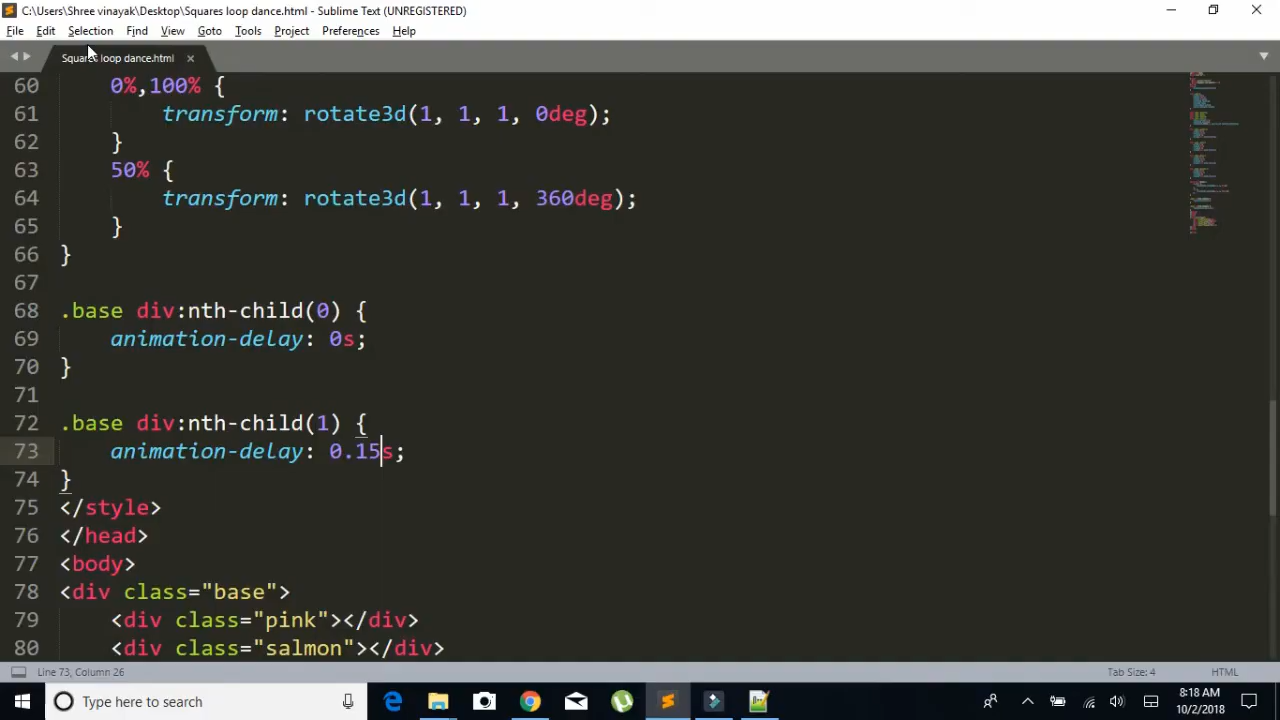 C:\Users\Shree vinayak\Desktop\Squares loop dance.html - Sublime Text (UNREGISTERED)
File Edit Selection Find View Goto Tools Project Preferences Help
Squares loop dance.html
60 0%,100% {
61 transform: rotate3d(1, 1, 1, 0deg);
62 }
63 50% {
64 transform: rotate3d(1, 1, 1, 360deg);
65 }
66 }
67
68 .base div:nth-child(0) {
69 animation-delay: 0s;
70 }
71
72 .base div:nth-child(1) {
73 animation-delay: 0.15s;
74 }
75 </style>
76 </head>
77 <body>
78 <div class="base">
79 <div class="pink"></div>
80 <div class="salmon"></div>
Line 73, Column 26 Tab Size: 4 HTML
Type here to search
8:18 AM
10/2/2018